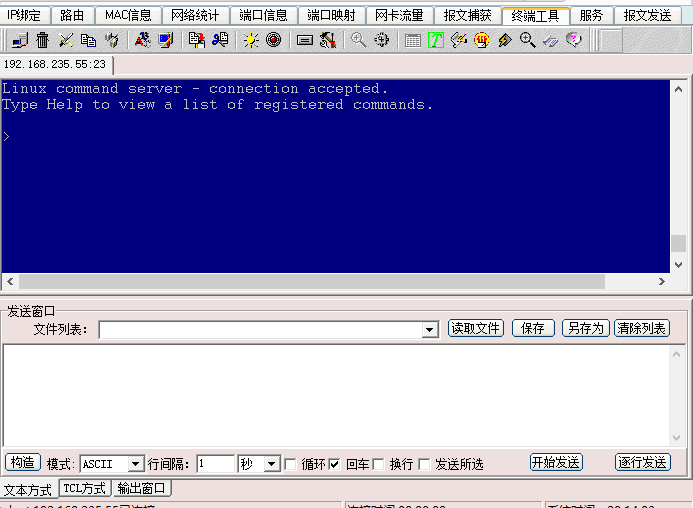 IP绑定 路由 MAC信息 网络统计 端口信息 端口映射 网卡流量 报文捕获 终端工具 服务 报文发送
192.168.235.55:23
Linux command server - connection accepted.
Type Help to view a list of registered commands.
>
发送窗口
文件列表: 读取文件 保存 另存为 清除列表
构造 模式: ASCII 行间隔: 1 秒 循环 回车 换行 发送所选 开始发送 逐行发送
文本方式 TCL方式 输出窗口